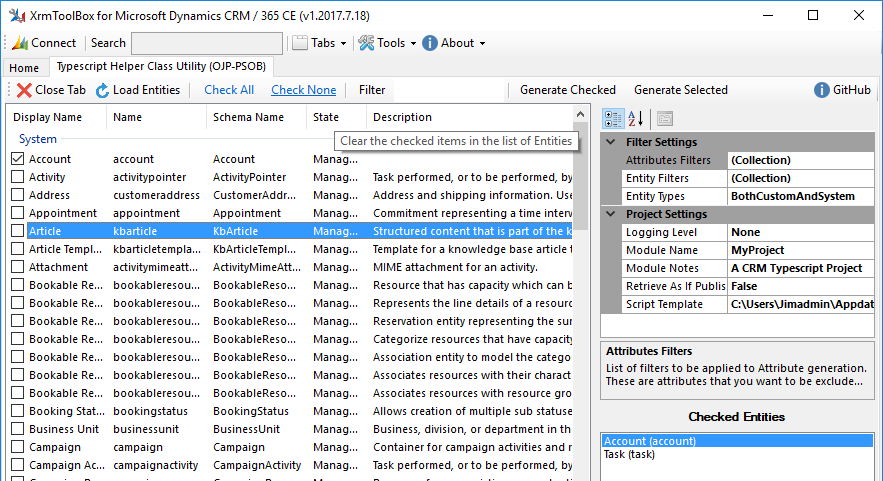 XrmToolBox for Microsoft Dynamics CRM / 365 CE (v1.2017.7.18)
Connect Search Tabs Tools About
Home Typescript Helper Class Utility (OJP-PSOB)
Close Tab Load Entities Check All Check None Filter Generate Checked Generate Selected GitHub
Display Name Name Schema Name State Description
System
Clear the checked items in the list of Entities
Account account Account Manag...
Activity activitypointer ActivityPointer Manag... Task performed, or to be performed, by
Address customeraddress CustomerAddr... Manag... Address and shipping information. Use
Appointment appointment Appointment Manag... Commitment representing a time interv
Article kbarticle KbArticle Manag... Structured content that is part of the k
Article Templ... kbarticletempla... KbArticleTempl... Manag... Template for a knowledge base article t
Attachment activitymimeatt... ActivityMimeAtt... Manag... MIME attachment for an activity.
Bookable Re... bookableresou... BookableReso... Manag... Resource that has capacity which can b
Bookable Re... bookableresou... BookableReso... Manag... Represents the line details of a resourc
Bookable Re... bookableresou... BookableReso... Manag... Reservation entity representing the sur
Bookable Re... bookableresou... BookableReso... Manag... Categorize resources that have capacity
Bookable Re... bookableresou... BookableReso... Manag... Association entity to model the catego
Bookable Re... bookableresou... BookableReso... Manag... Associates resources with their charact
Bookable Re... bookableresou... BookableReso... Manag... Associates resources with resource gro
Booking Stat... bookingstatus BookingStatus Manag... Allows creation of multiple sub statuse
Business Unit businessunit BusinessUnit Manag... Business, division, or department in th
Campaign campaign Campaign Manag... Container for campaign activities and r
Campaign Ac... campaignactivity CampaignActivity Manag... Task performed, or to be performed, by
Filter Settings
Attributes Filters (Collection)
Entity Filters (Collection)
Entity Types BothCustomAndSystem
Project Settings
Logging Level None
Module Name MyProject
Module Notes A CRM Typescript Project
Retrieve As If Publis False
Script Template C:\Users\Jimadmin\Appdat
Attributes Filters
List of filters to be applied to Attribute generation.
These are attributes that you want to be exclude...
Checked Entities
Account (account)
Task (task)